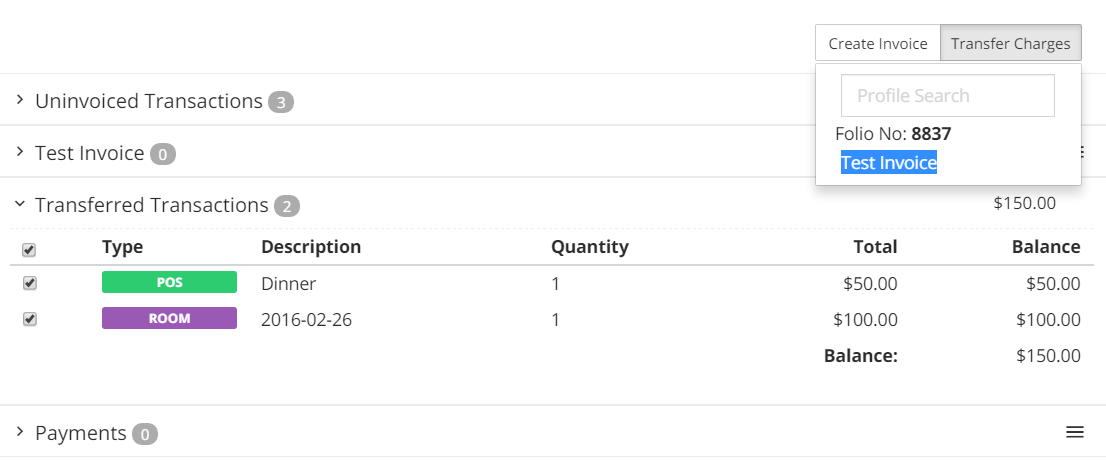 Create Invoice Transfer Charges
Profile Search
Uninvoiced Transactions 3
Folio No: 8837
Test Invoice 0
Test Invoice
Transferred Transactions 2 $150.00
Type Description Quantity Total Balance
POS Dinner 1 $50.00 $50.00
ROOM 2016-02-26 1 $100.00 $100.00
Balance: $150.00
Payments 0